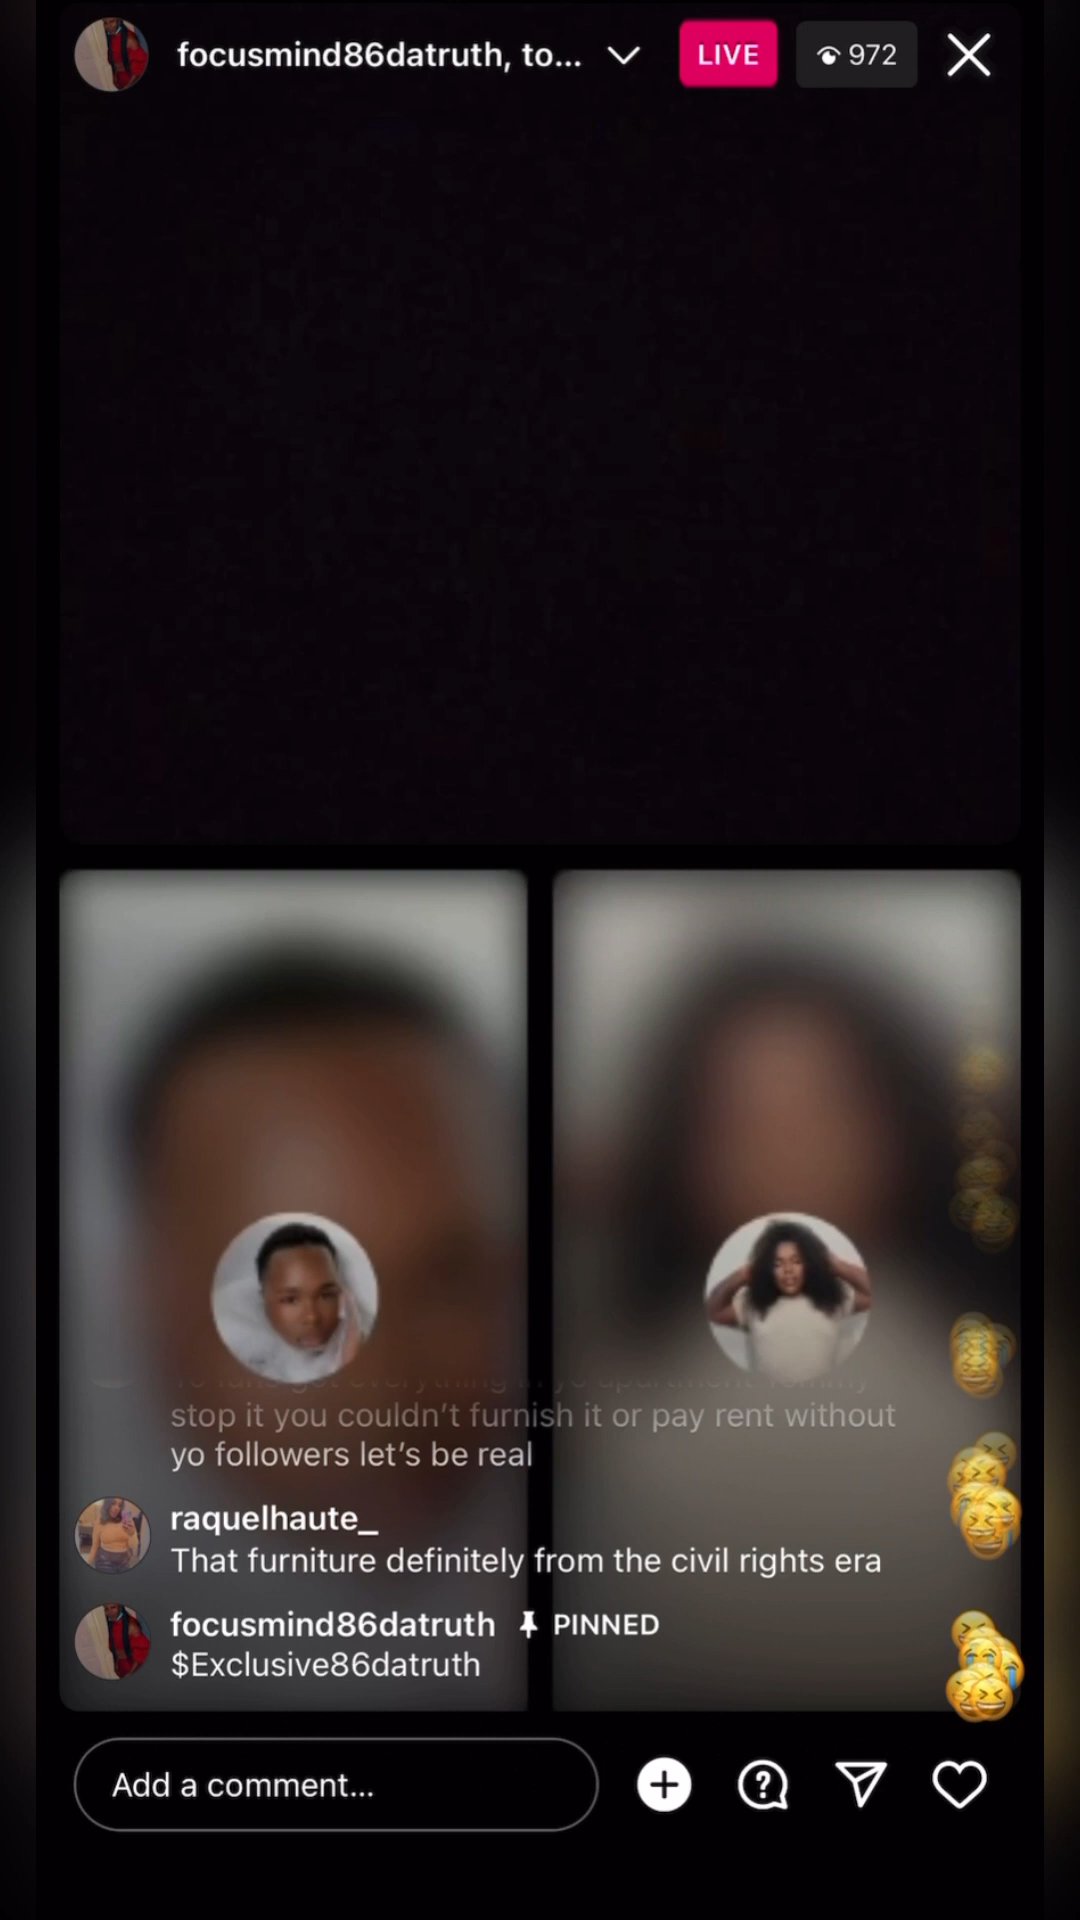 focusmind86datruth, to...
LIVE
972
stop it you couldn't furnish it or pay rent without
yo followers let's be real
raquelhaute_
That furniture definitely from the civil rights era
focusmind86datruth PINNED
$Exclusive86datruth
Add a comment...